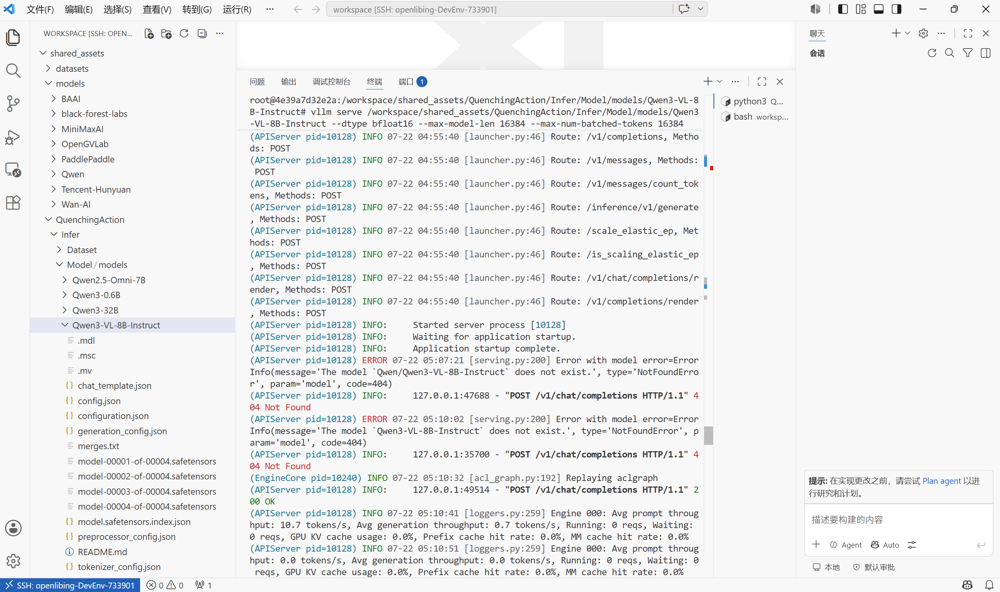 文件(F) 编辑(E) 选择(S) 查看(V) 转到(G) 运行(R) ···
workspace [SSH: openlibing-DevEnv-733901]
WORKSPACE [SSH: OPEN...
shared_assets
datasets
models
BAAI
black-forest-labs
MiniMaxAI
OpenGVLab
PaddlePaddle
Qwen
Tencent-Hunyuan
Wan-AI
QuenchingAction
Infer
Dataset
Model/models
Qwen2.5-Omni-7B
Qwen3-0.6B
Qwen3-32B
Qwen3-VL-8B-Instruct
.mdl
.msc
.mv
chat_template.json
config.json
configuration.json
generation_config.json
merges.txt
model-00001-of-00004.safetensors
model-00002-of-00004.safetensors
model-00003-of-00004.safetensors
model-00004-of-00004.safetensors
model.safetensors.index.json
preprocessor_config.json
README.md
tokenizer_config.json
问题 输出 调试控制台 终端 端口 1
root@4e39a7d32e2a:/workspace/shared_assets/QuenchingAction/Infer/Model/models/Qwen3-VL-8
B-Instruct# vllm serve /workspace/shared_assets/QuenchingAction/Infer/Model/models/Qwen3
-VL-8B-Instruct --dtype bfloat16 --max-model-len 16384 --max-num-batched-tokens 16384
(APIServer pid=10128) INFO 07-22 04:55:40 [launcher.py:46] Route: /v1/completions, Metho
ds: POST
(APIServer pid=10128) INFO 07-22 04:55:40 [launcher.py:46] Route: /v1/messages, Methods:
POST
(APIServer pid=10128) INFO 07-22 04:55:40 [launcher.py:46] Route: /v1/messages/count_tok
ens, Methods: POST
(APIServer pid=10128) INFO 07-22 04:55:40 [launcher.py:46] Route: /inference/v1/generate
, Methods: POST
(APIServer pid=10128) INFO 07-22 04:55:40 [launcher.py:46] Route: /scale_elastic_ep, Met
hods: POST
(APIServer pid=10128) INFO 07-22 04:55:40 [launcher.py:46] Route: /is_scaling_elastic_ep
, Methods: POST
(APIServer pid=10128) INFO 07-22 04:55:40 [launcher.py:46] Route: /v1/chat/completions/r
ender, Methods: POST
(APIServer pid=10128) INFO 07-22 04:55:40 [launcher.py:46] Route: /v1/completions/render
, Methods: POST
(APIServer pid=10128) INFO:     Started server process [10128]
(APIServer pid=10128) INFO:     Waiting for application startup.
(APIServer pid=10128) INFO:     Application startup complete.
(APIServer pid=10128) ERROR 07-22 05:07:21 [serving.py:200] Error with model error=Error
Info(message='The model `Qwen/Qwen3-VL-8B-Instruct` does not exist.', type='NotFoundErro
r', param='model', code=404)
(APIServer pid=10128) INFO:     127.0.0.1:47688 - "POST /v1/chat/completions HTTP/1.1" 4
04 Not Found
(APIServer pid=10128) ERROR 07-22 05:10:02 [serving.py:200] Error with model error=Error
Info(message='The model `Qwen3-VL-8B-Instruct` does not exist.', type='NotFoundError', p
aram='model', code=404)
(APIServer pid=10128) INFO:     127.0.0.1:35700 - "POST /v1/chat/completions HTTP/1.1" 4
04 Not Found
(EngineCore pid=10240) INFO 07-22 05:10:32 [acl_graph.py:192] Replaying aclgraph
(APIServer pid=10128) INFO:     127.0.0.1:49514 - "POST /v1/chat/completions HTTP/1.1" 2
00 OK
(APIServer pid=10128) INFO 07-22 05:10:41 [loggers.py:259] Engine 000: Avg prompt throug
hput: 10.7 tokens/s, Avg generation throughput: 0.7 tokens/s, Running: 0 reqs, Waiting:
0 reqs, GPU KV cache usage: 0.0%, Prefix cache hit rate: 0.0%, MM cache hit rate: 0.0%
(APIServer pid=10128) INFO 07-22 05:10:51 [loggers.py:259] Engine 000: Avg prompt throug
hput: 0.0 tokens/s, Avg generation throughput: 0.0 tokens/s, Running: 0 reqs, Waiting: 0
reqs, GPU KV cache usage: 0.0%, Prefix cache hit rate: 0.0%, MM cache hit rate: 0.0%
python3 Q...
bash worksp...
聊天
会话
提示: 在实现更改之前，请尝试 Plan agent 以进
行研究和计划。
描述要构建的内容
Agent Auto
本地 默认审批
SSH: openlibing-DevEnv-733901 0 0 1